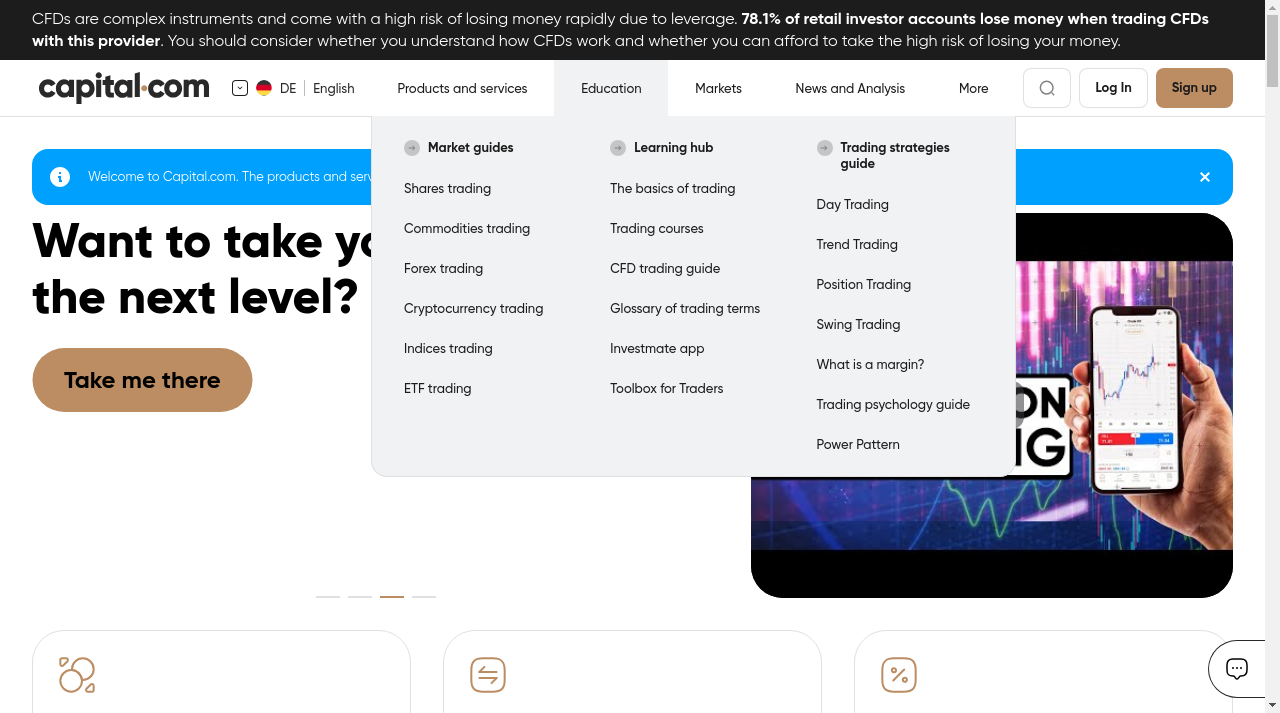 CFDs are complex instruments and come with a high risk of losing money rapidly due to leverage. 78.1% of retail investor accounts lose money when trading CFDs
with this provider. You should consider whether you understand how CFDs work and whether you can afford to take the high risk of losing your money.
capital.com
DE
English
Products and services
Education
Markets
News and Analysis
More
Log In
Sign up
Market guides
Shares trading
Commodities trading
Forex trading
Cryptocurrency trading
Indices trading
ETF trading
Learning hub
The basics of trading
Trading courses
CFD trading guide
Glossary of trading terms
Investmate app
Toolbox for Traders
Trading strategies
guide
Day Trading
Trend Trading
Position Trading
Swing Trading
What is a margin?
Trading psychology guide
Power Pattern
Welcome to Capital.com. The products and serv
Want to take yo
the next level?
Take me there
ON